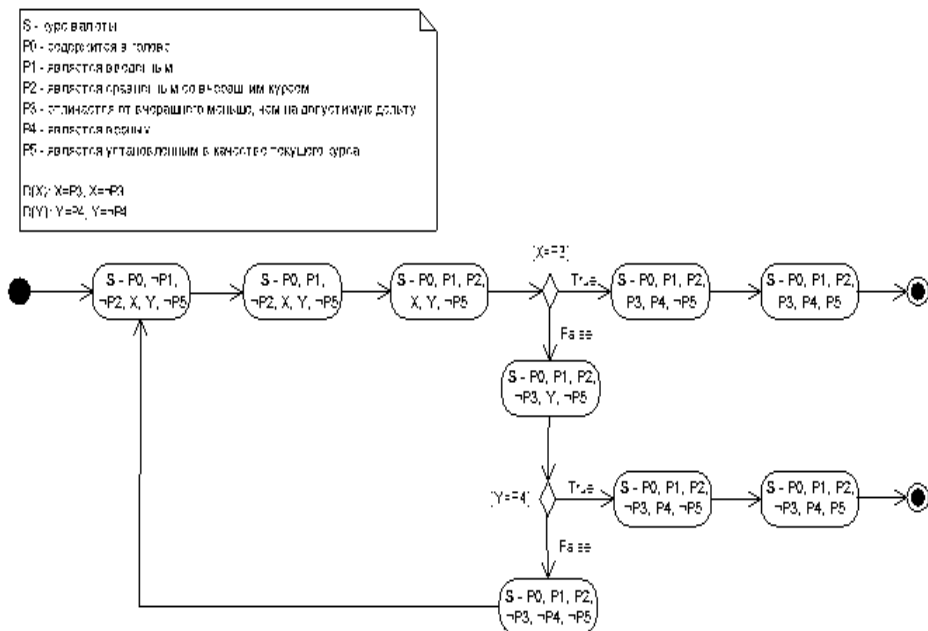 S - курс валюты
P0 - содержится в голове
P1 - является введенным
P2 - является сравненным со вчерашним курсом
P3 - отличается от вчерашнего меньше, чем на допустимую дельту
P4 - является верным
P5 - является установленным в качестве текущего курса
D(X): X=P3, X=¬P3
D(Y): Y=P4, Y=¬P4
[X=P3]
S - P0, ¬P1,
¬P2, X, Y, ¬P5
S - P0, P1,
¬P2, X, Y, ¬P5
S - P0, P1, P2,
X, Y, ¬P5
True
S - P0, P1, P2,
P3, P4, ¬P5
S - P0, P1, P2,
P3, P4, P5
False
S - P0, P1, P2,
¬P3, Y, ¬P5
[Y=P4]
True
S - P0, P1, P2,
¬P3, P4, ¬P5
S - P0, P1, P2,
¬P3, P4, P5
False
S - P0, P1, P2,
¬P3, ¬P4, ¬P5